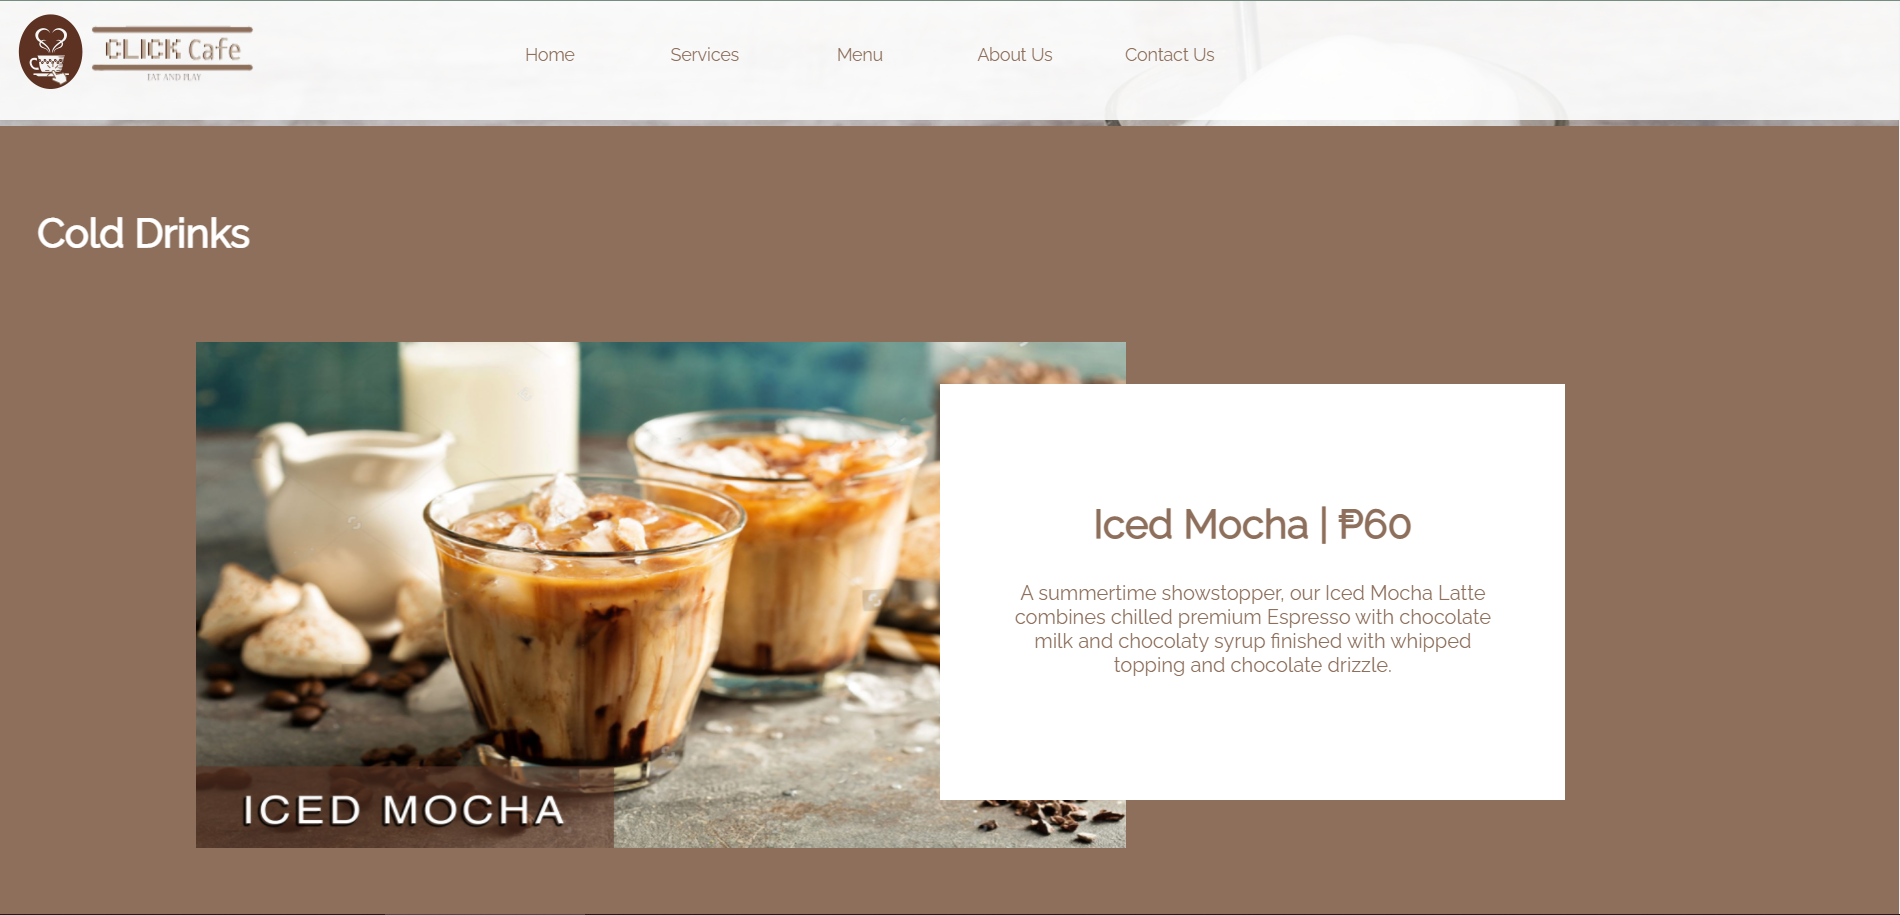 CLICK Cafe
EAT AND PLAY
Home
Services
Menu
About Us
Contact Us
Cold Drinks
ICED MOCHA
Iced Mocha | ₱60
A summertime showstopper, our Iced Mocha Latte
combines chilled premium Espresso with chocolate
milk and chocolaty syrup finished with whipped
topping and chocolate drizzle.